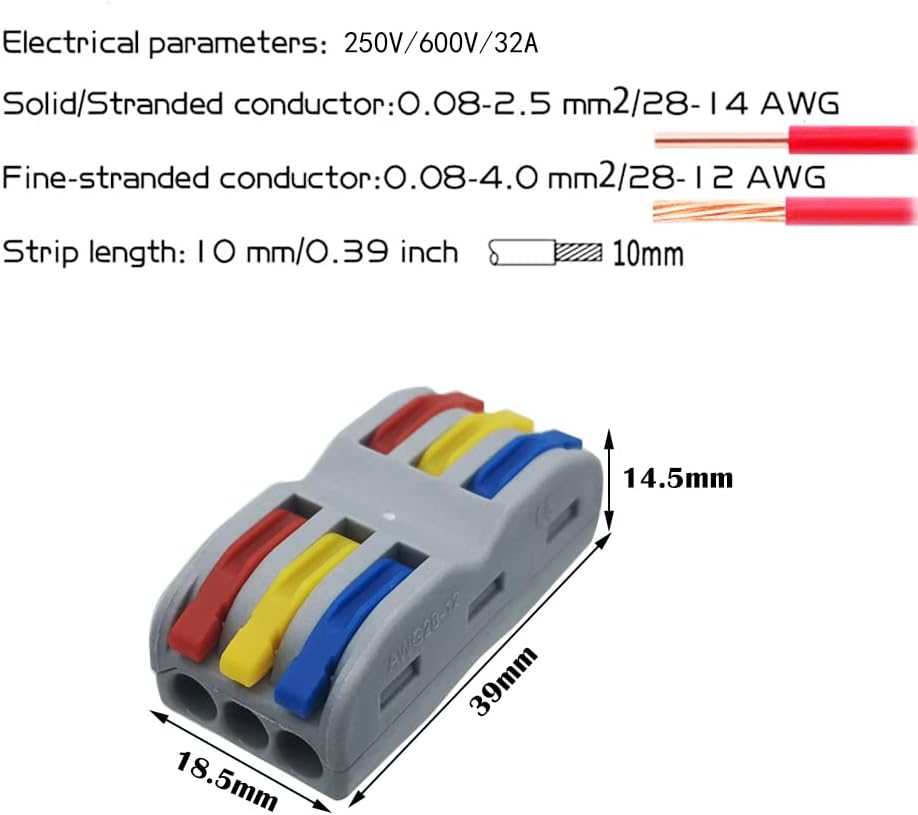 Electrical parameters: 250V/600V/32A
Solid/Stranded conductor:0.08-2.5 mm2/28-14 AWG
Fine-stranded conductor:0.08-4.0 mm2/28-12 AWG
Strip length: 10 mm/0.39 inch 10mm
14.5mm
AWG28-12
39mm
18.5mm